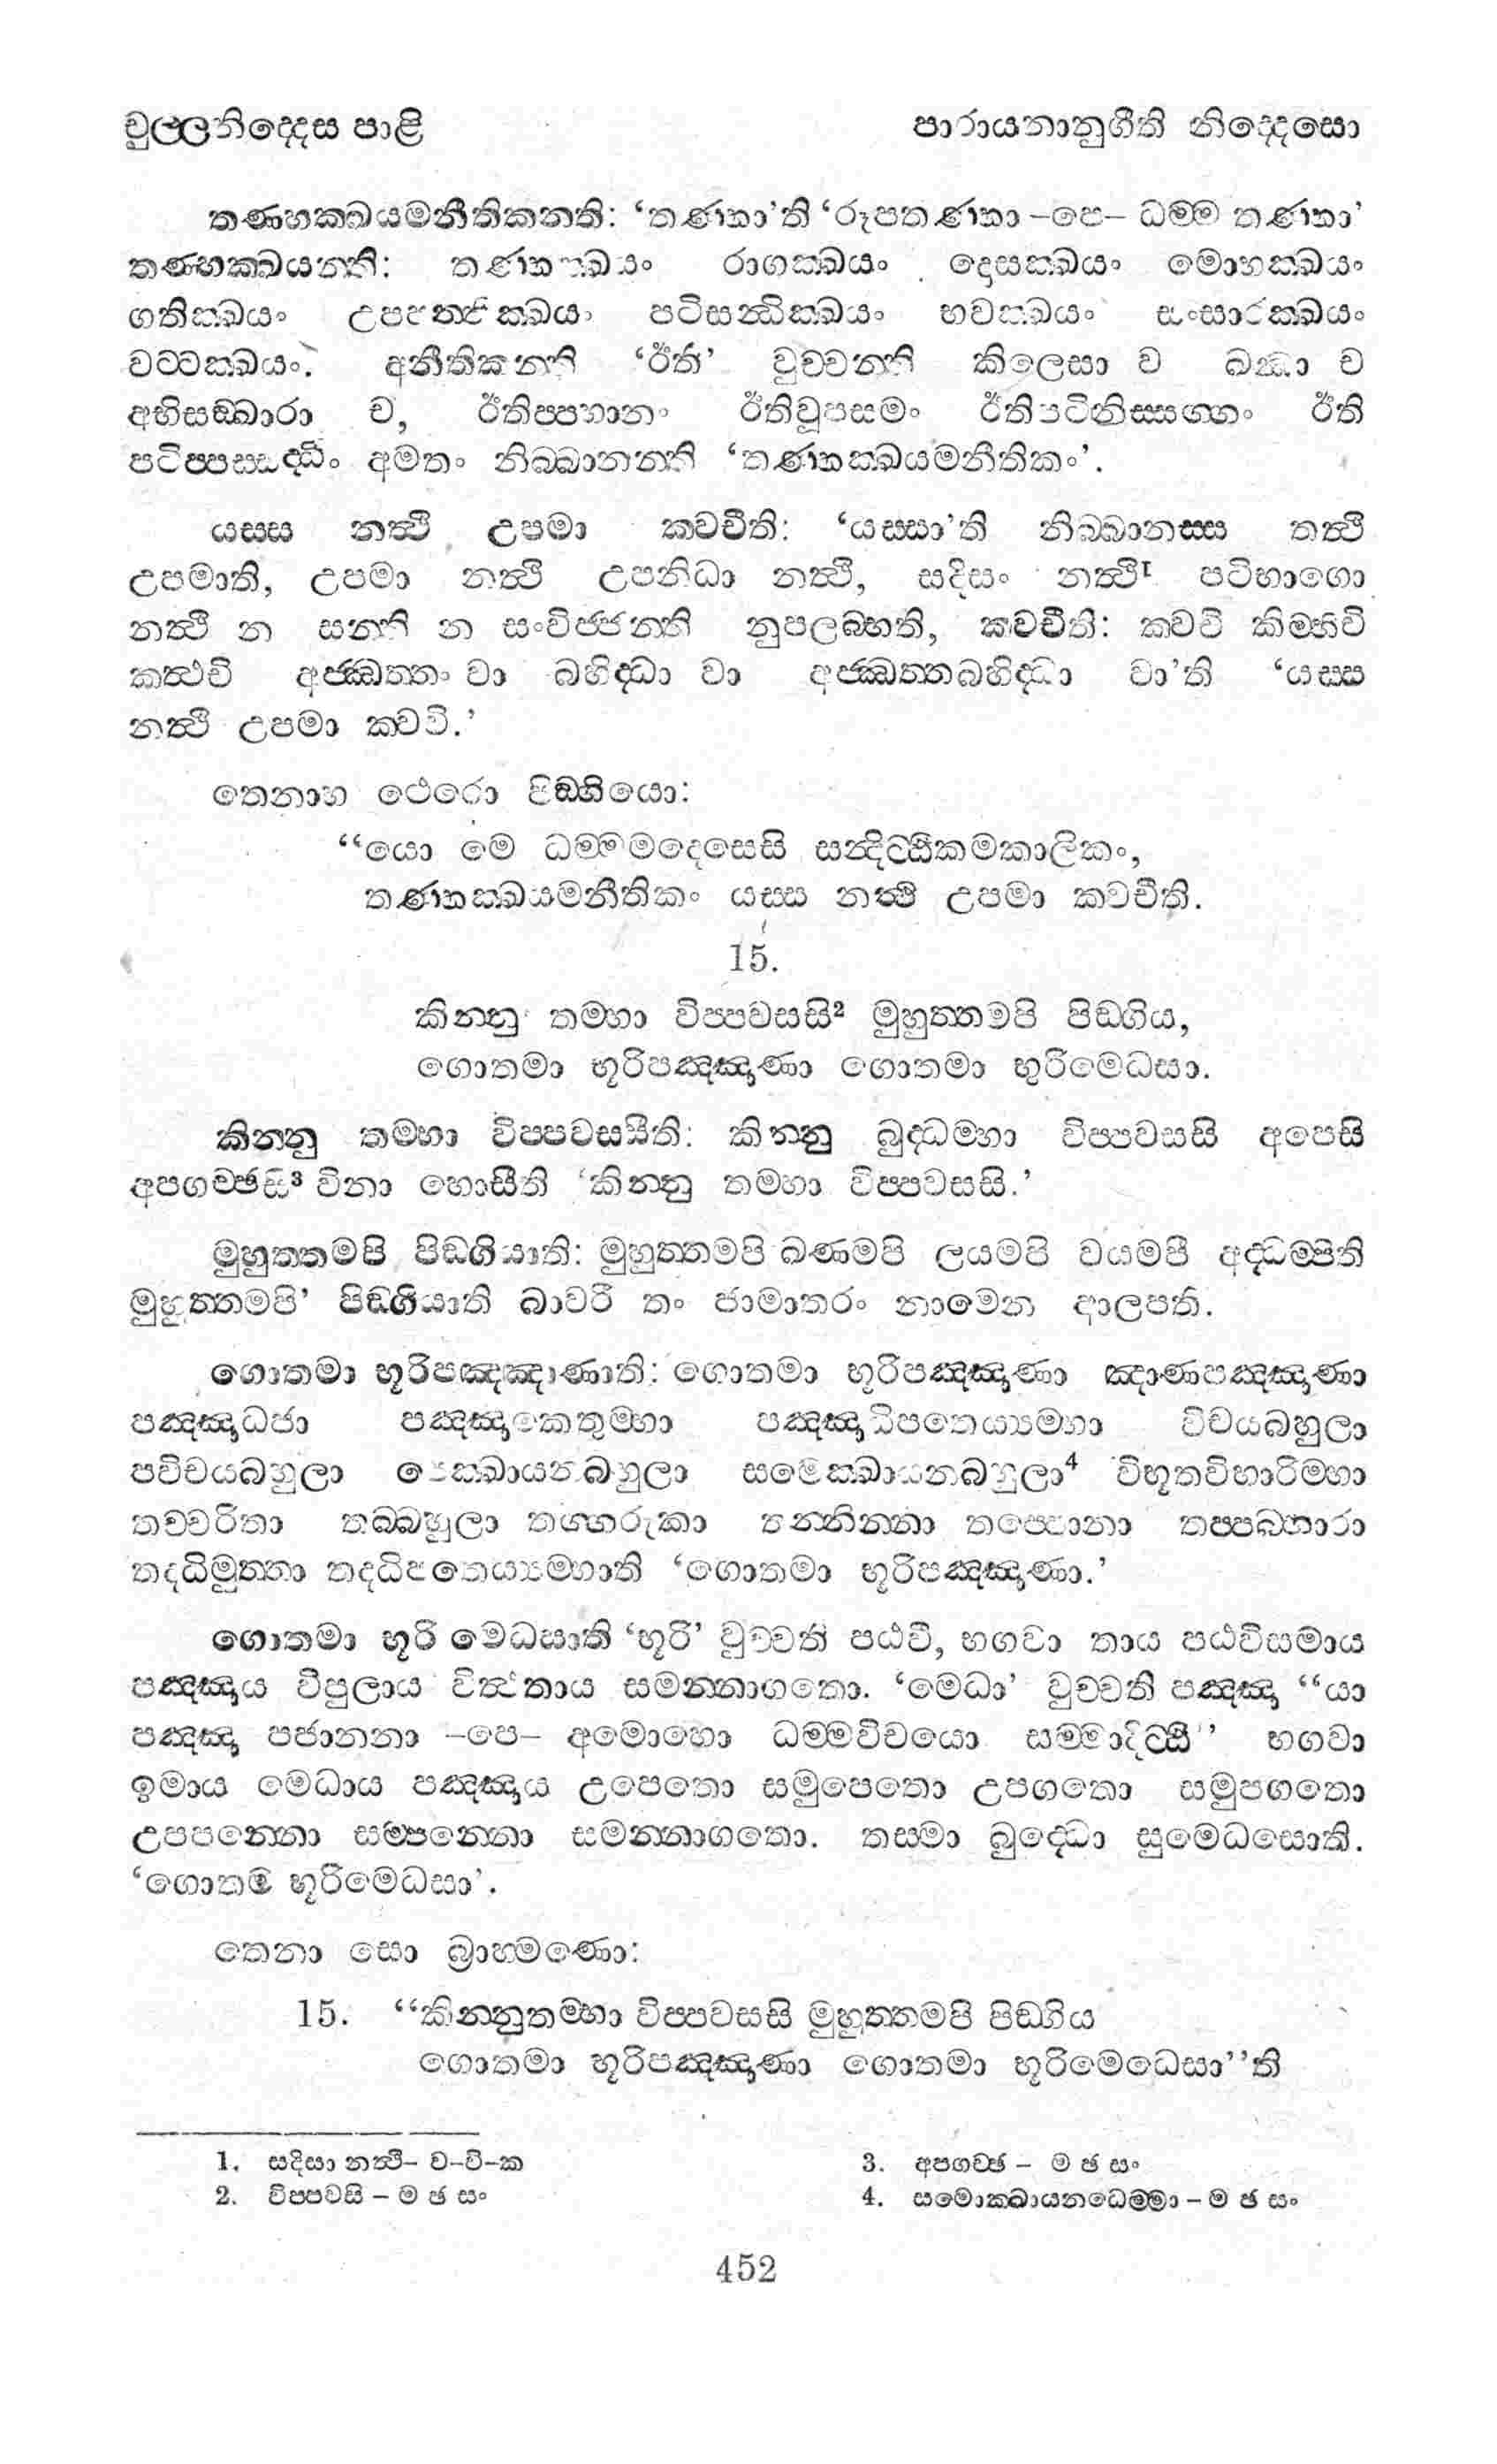 චුල්ලනිද්දෙස පාළි පාරායනානුගීති නිද්දෙසො
තණ්හක්ඛයමනීතිකන්ති: ‘තණ්හා’ති ‘රූපතණ්හා –පෙ– ධම්ම තණ්හා’
තණ්හක්ඛයන්ති: තණ්හක්ඛයං රාගක්ඛයං දොසක්ඛයං මොහක්ඛයං
ගතික්ඛයං උපපත්තික්ඛයං පටිසන්ධික්ඛයං භවක්ඛයං සංසාරක්ඛයං
වට්ටක්ඛයං. අනීතිකන්ති ‘ඊති’ වුච්චන්ති කිලෙසා ච ඛන්ධා ච
අභිසඞ්ඛාරා ච, ඊතිප්පහානං ඊතිවූපසමං ඊතිපටිනිස්සග්ගං ඊති
පටිප්පස්සද්ධිං අමතං නිබ්බානන්ති ‘තණ්හක්ඛයමනීතිකං’.
යස්ස නත්ථි උපමා ක්වචීති: ‘යස්සා’ති නිබ්බානස්ස නත්ථි
උපමාති, උපමා නත්ථි උපනිධා නත්ථි, සදිසං නත්ථි¹ පටිභාගො
නත්ථි න සන්ති න සංවිජ්ජන්ති නුපලබ්භති, ක්වචීති: ක්වචි කිම්හිචි
කත්ථචි අජ්ඣත්තං වා බහිද්ධා වා අජ්ඣත්තබහිද්ධා වා’ති ‘යස්ස
නත්ථි උපමා ක්වචි.’
තෙනාහ ථෙරො පිඞ්ගියො:
“යො මෙ ධම්මමදෙසෙසි සන්දිට්ඨිකමකාලිකං,
තණ්හක්ඛයමනීතිකං යස්ස නත්ථි උපමා ක්වචීති.
15.
කින්නු තම්හා විප්පවසසි² මුහුත්තමපි පිඞ්ගිය,
ගොතමා භූරිපඤ්ඤාණා ගොතමා භුරිමෙධසා.
කින්නු තම්හා විප්පවසසීති: කින්නු බුද්ධම්හා විප්පවසසි අපෙසි
අපගච්ඡසි³ විනා හොසීති ‘කින්නු තම්හා විප්පවසසි.’
මුහුත්තමපි පිඞ්ගියාති: මුහුත්තමපි ඛණමපි ලයමපි වයමපි අද්ධම්පීති
මුහුත්තමපි’ පිඞ්ගියාති බාවරී තං ජාමාතරං නාමෙන ආලපති.
ගොතමා භූරිපඤ්ඤාණාති: ගොතමා භූරිපඤ්ඤාණා ඤාණපඤ්ඤාණා
පඤ්ඤාධජා පඤ්ඤාකෙතුම්හා පඤ්ඤාධිපතෙය්‍යම්හා විචයබහුලා
පවිචයබහුලා ඔක්ඛායනබහුලා සමෙක්ඛායනබහුලා⁴ විභූතවිහාරිම්හා
තච්චරිතා තබ්බහුලා තග්ගරුකා තන්නින්නා තප්පොනා තප්පබ්භාරා
තදධිමුත්තා තදධිපතෙය්‍යම්හාති ‘ගොතමා භූරිපඤ්ඤාණා.’
ගොතමා භූරි මෙධසාති ‘භූරි’ වුච්චති පඨවි, භගවා තාය පඨවිසමාය
පඤ්ඤාය විපුලාය විත්ථතාය සමන්නාගතො. ‘මෙධා’ වුච්චති පඤ්ඤා “යා
පඤ්ඤා පජානනා –පෙ– අමොහො ධම්මවිචයො සම්මාදිට්ඨි” භගවා
ඉමාය මෙධාය පඤ්ඤාය උපෙතො සමුපෙතො උපගතො සමුපගතො
උපපන්නො සම්පන්නො සමන්නාගතො. තස්මා බුද්ධො සුමෙධසොති.
‘ගොතම භූරිමෙධසා’.
තෙනා සො බ්‍රාහ්මණො:
15. “කින්නුතම්හා විප්පවසසි මුහුත්තමපි පිඞ්ගිය
ගොතමා භූරිපඤ්ඤාණා ගොතමා භූරිමෙධෙසා”ති
1. සදිසා නත්ථි– ව–වි–ක 3. අපගච්ඡ – ම ඡ සං
2. විප්පවසි – ම ඡ සං 4. සමොක්ඛායනධම්මො – ම ඡ සං
452